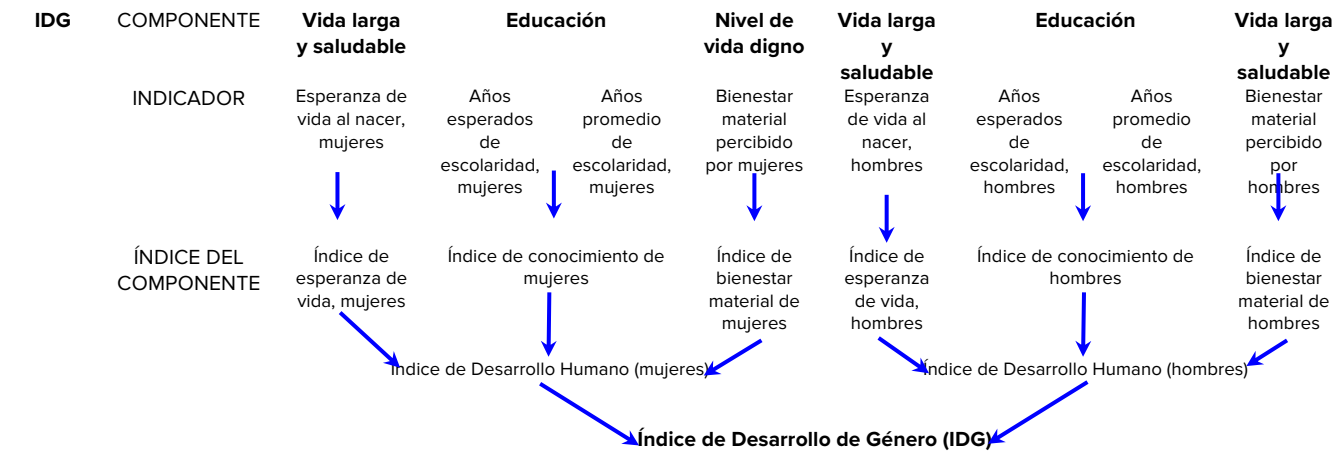 IDG
COMPONENTE
Vida larga
y saludable
Educación
Nivel de
vida digno
Vida larga
y
saludable
Educación
Vida larga
y
saludable
INDICADOR
Esperanza de
vida al nacer,
mujeres
Años
esperados
de
escolaridad,
mujeres
Años
promedio
de
escolaridad,
mujeres
Bienestar
material
percibido
por mujeres
Esperanza
de vida al
nacer,
hombres
Años
esperados
de
escolaridad,
hombres
Años
promedio
de
escolaridad,
hombres
Bienestar
material
percibido
por
hombres
ÍNDICE DEL
COMPONENTE
Índice de
esperanza de
vida, mujeres
Índice de conocimiento de
mujeres
Índice de
bienestar
material de
mujeres
Índice de
esperanza
de vida,
hombres
Índice de conocimiento de
hombres
Índice de
bienestar
material de
hombres
Índice de Desarrollo Humano (mujeres)
Índice de Desarrollo Humano (hombres)
Índice de Desarrollo de Género (IDG)